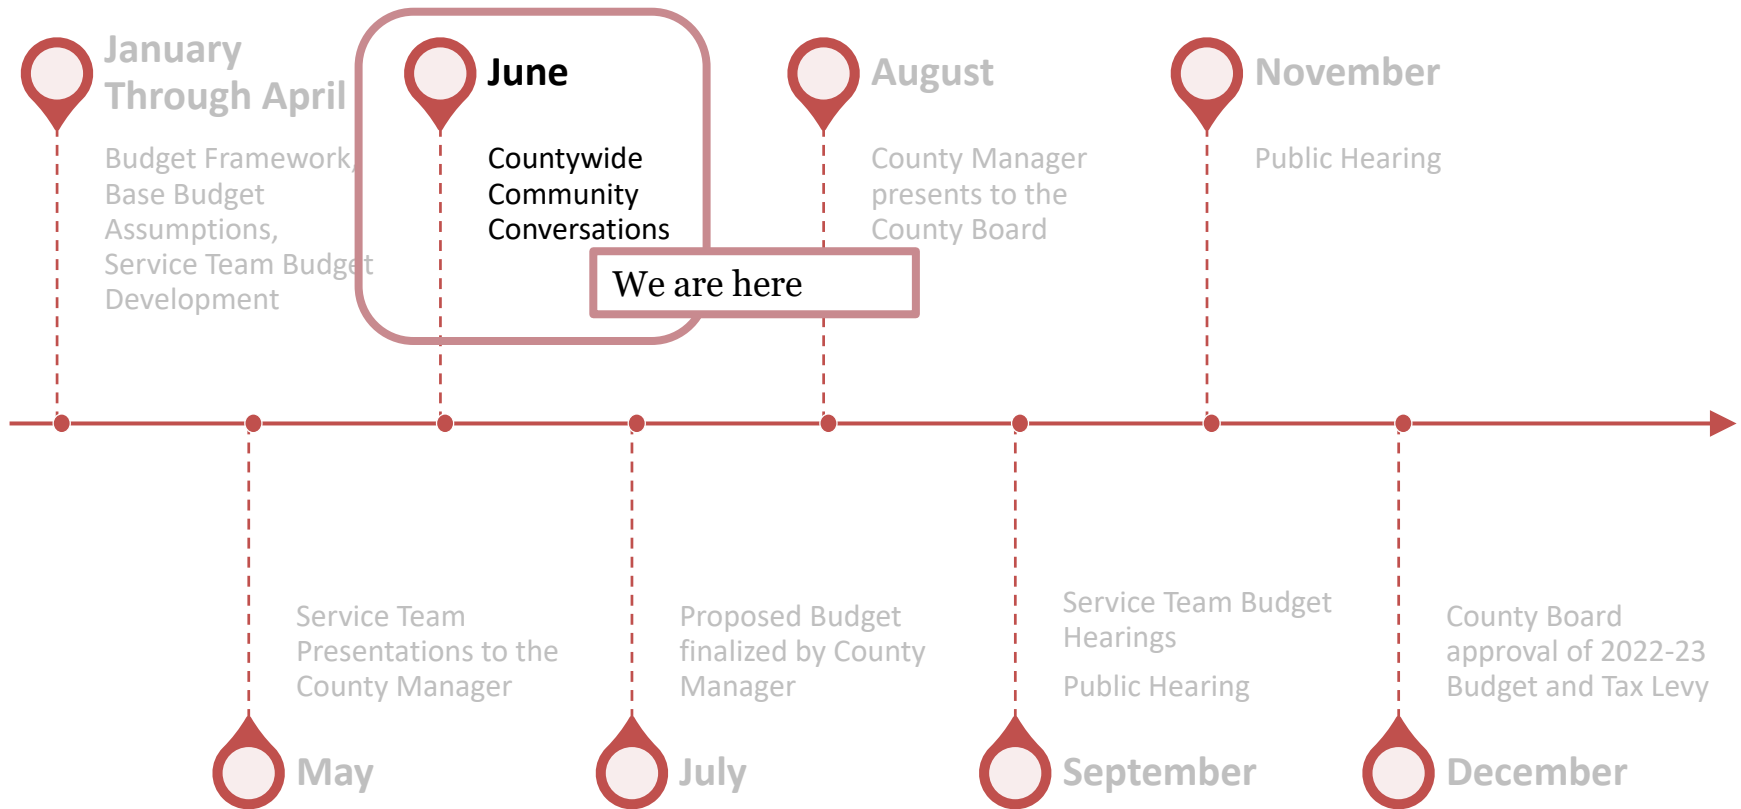 January
Through April
Budget Framework,
Base Budget
Assumptions,
Service Team Budget
Development
June
Countywide
Community
Conversations
We are here
August
County Manager
presents to the
County Board
November
Public Hearing
Service Team
Presentations to the
County Manager
May
Proposed Budget
finalized by County
Manager
July
Service Team Budget
Hearings
Public Hearing
September
County Board
approval of 2022-23
Budget and Tax Levy
December